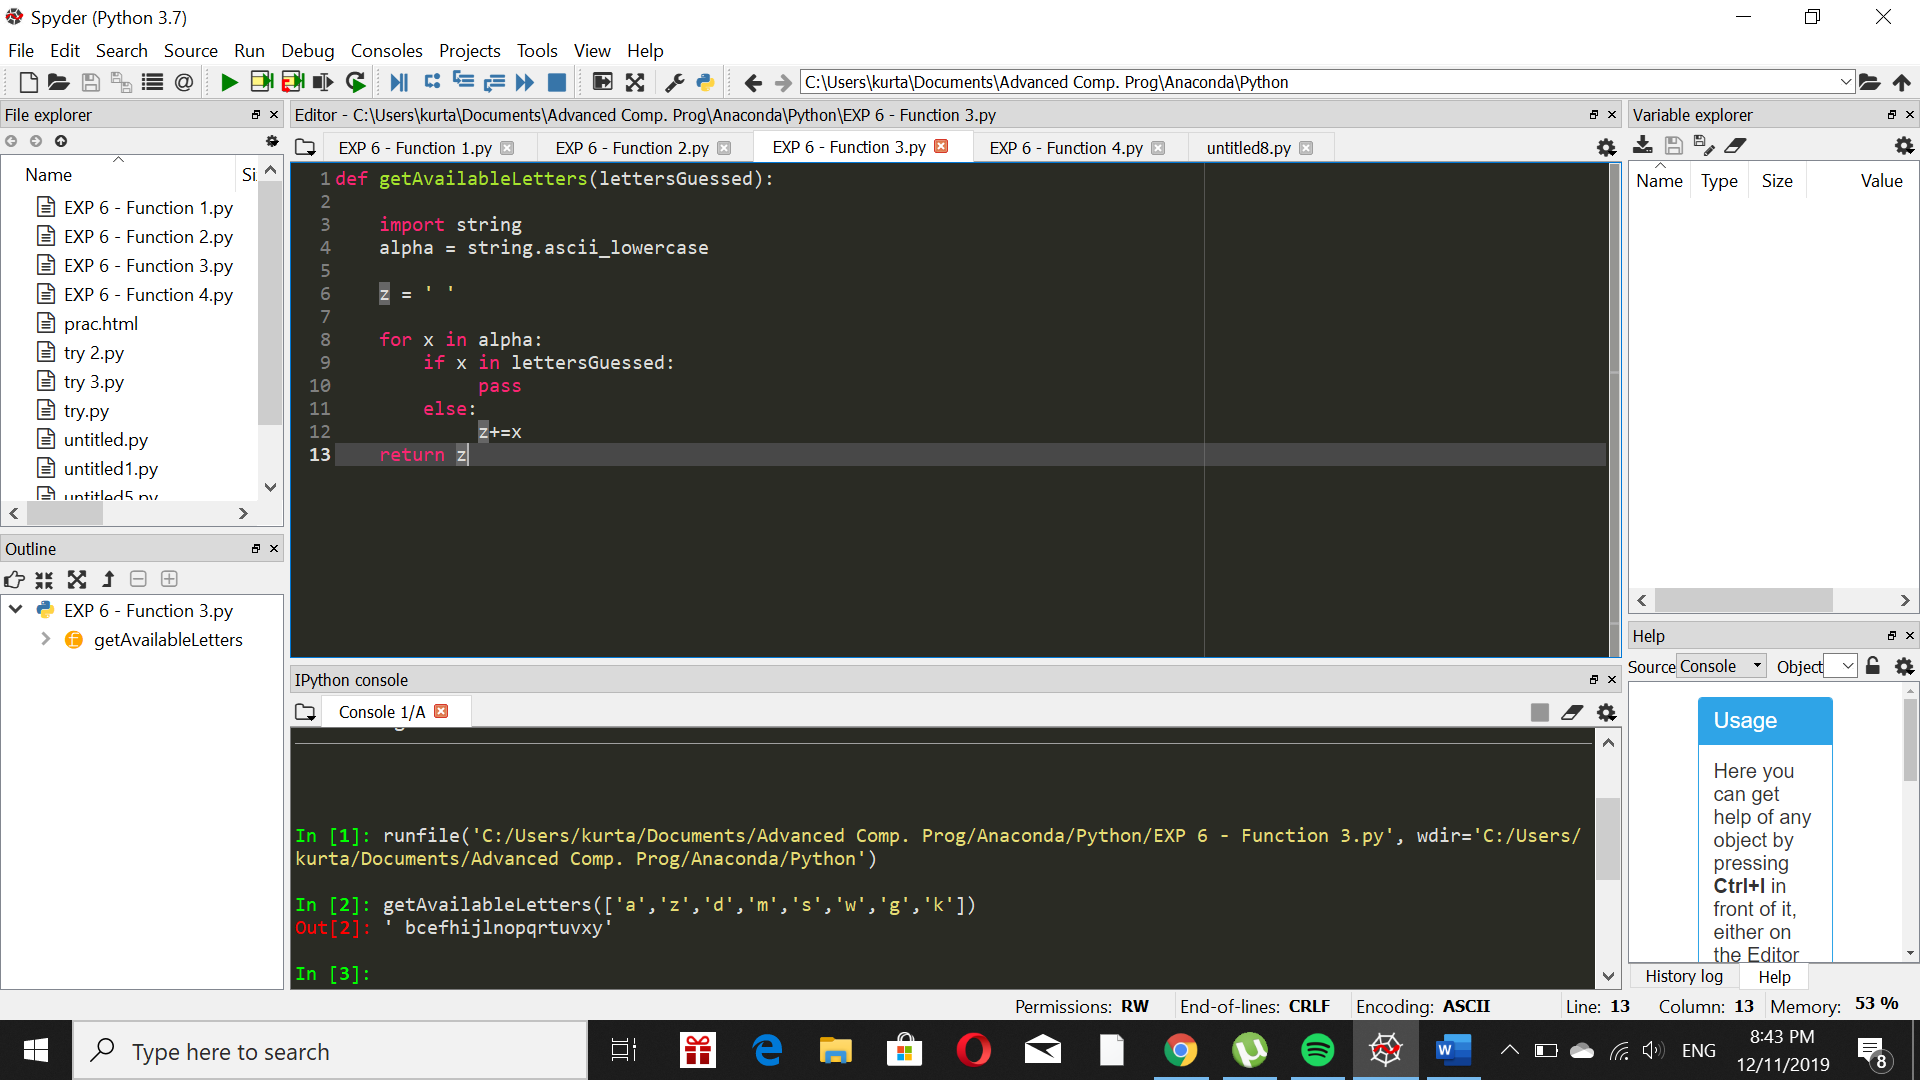 Spyder (Python 3.7)
File Edit Search Source Run Debug Consoles Projects Tools View Help
C:\Users\kurta\Documents\Advanced Comp. Prog\Anaconda\Python
File explorer
Name Si
EXP 6 - Function 1.py
EXP 6 - Function 2.py
EXP 6 - Function 3.py
EXP 6 - Function 4.py
prac.html
try 2.py
try 3.py
try.py
untitled.py
untitled1.py
untitled5.py
Outline
EXP 6 - Function 3.py
getAvailableLetters
Editor - C:\Users\kurta\Documents\Advanced Comp. Prog\Anaconda\Python\EXP 6 - Function 3.py
EXP 6 - Function 1.py EXP 6 - Function 2.py EXP 6 - Function 3.py EXP 6 - Function 4.py untitled8.py
1 def getAvailableLetters(lettersGuessed):
2
3 import string
4 alpha = string.ascii_lowercase
5
6 z = ' '
7
8 for x in alpha:
9 if x in lettersGuessed:
10 pass
11 else:
12 z+=x
13 return z
IPython console
Console 1/A
In [1]: runfile('C:/Users/kurta/Documents/Advanced Comp. Prog/Anaconda/Python/EXP 6 - Function 3.py', wdir='C:/Users/
kurta/Documents/Advanced Comp. Prog/Anaconda/Python')
In [2]: getAvailableLetters(['a','z','d','m','s','w','g','k'])
Out[2]: ' bcefhijlnopqrtuvxy'
In [3]:
Variable explorer
Name Type Size Value
Help
Source Console Object
Usage
Here you
can get
help of any
object by
pressing
Ctrl+I in
front of it,
either on
the Editor
History log Help
Permissions: RW End-of-lines: CRLF Encoding: ASCII Line: 13 Column: 13 Memory: 53 %
Type here to search
ENG
8:43 PM
12/11/2019
8